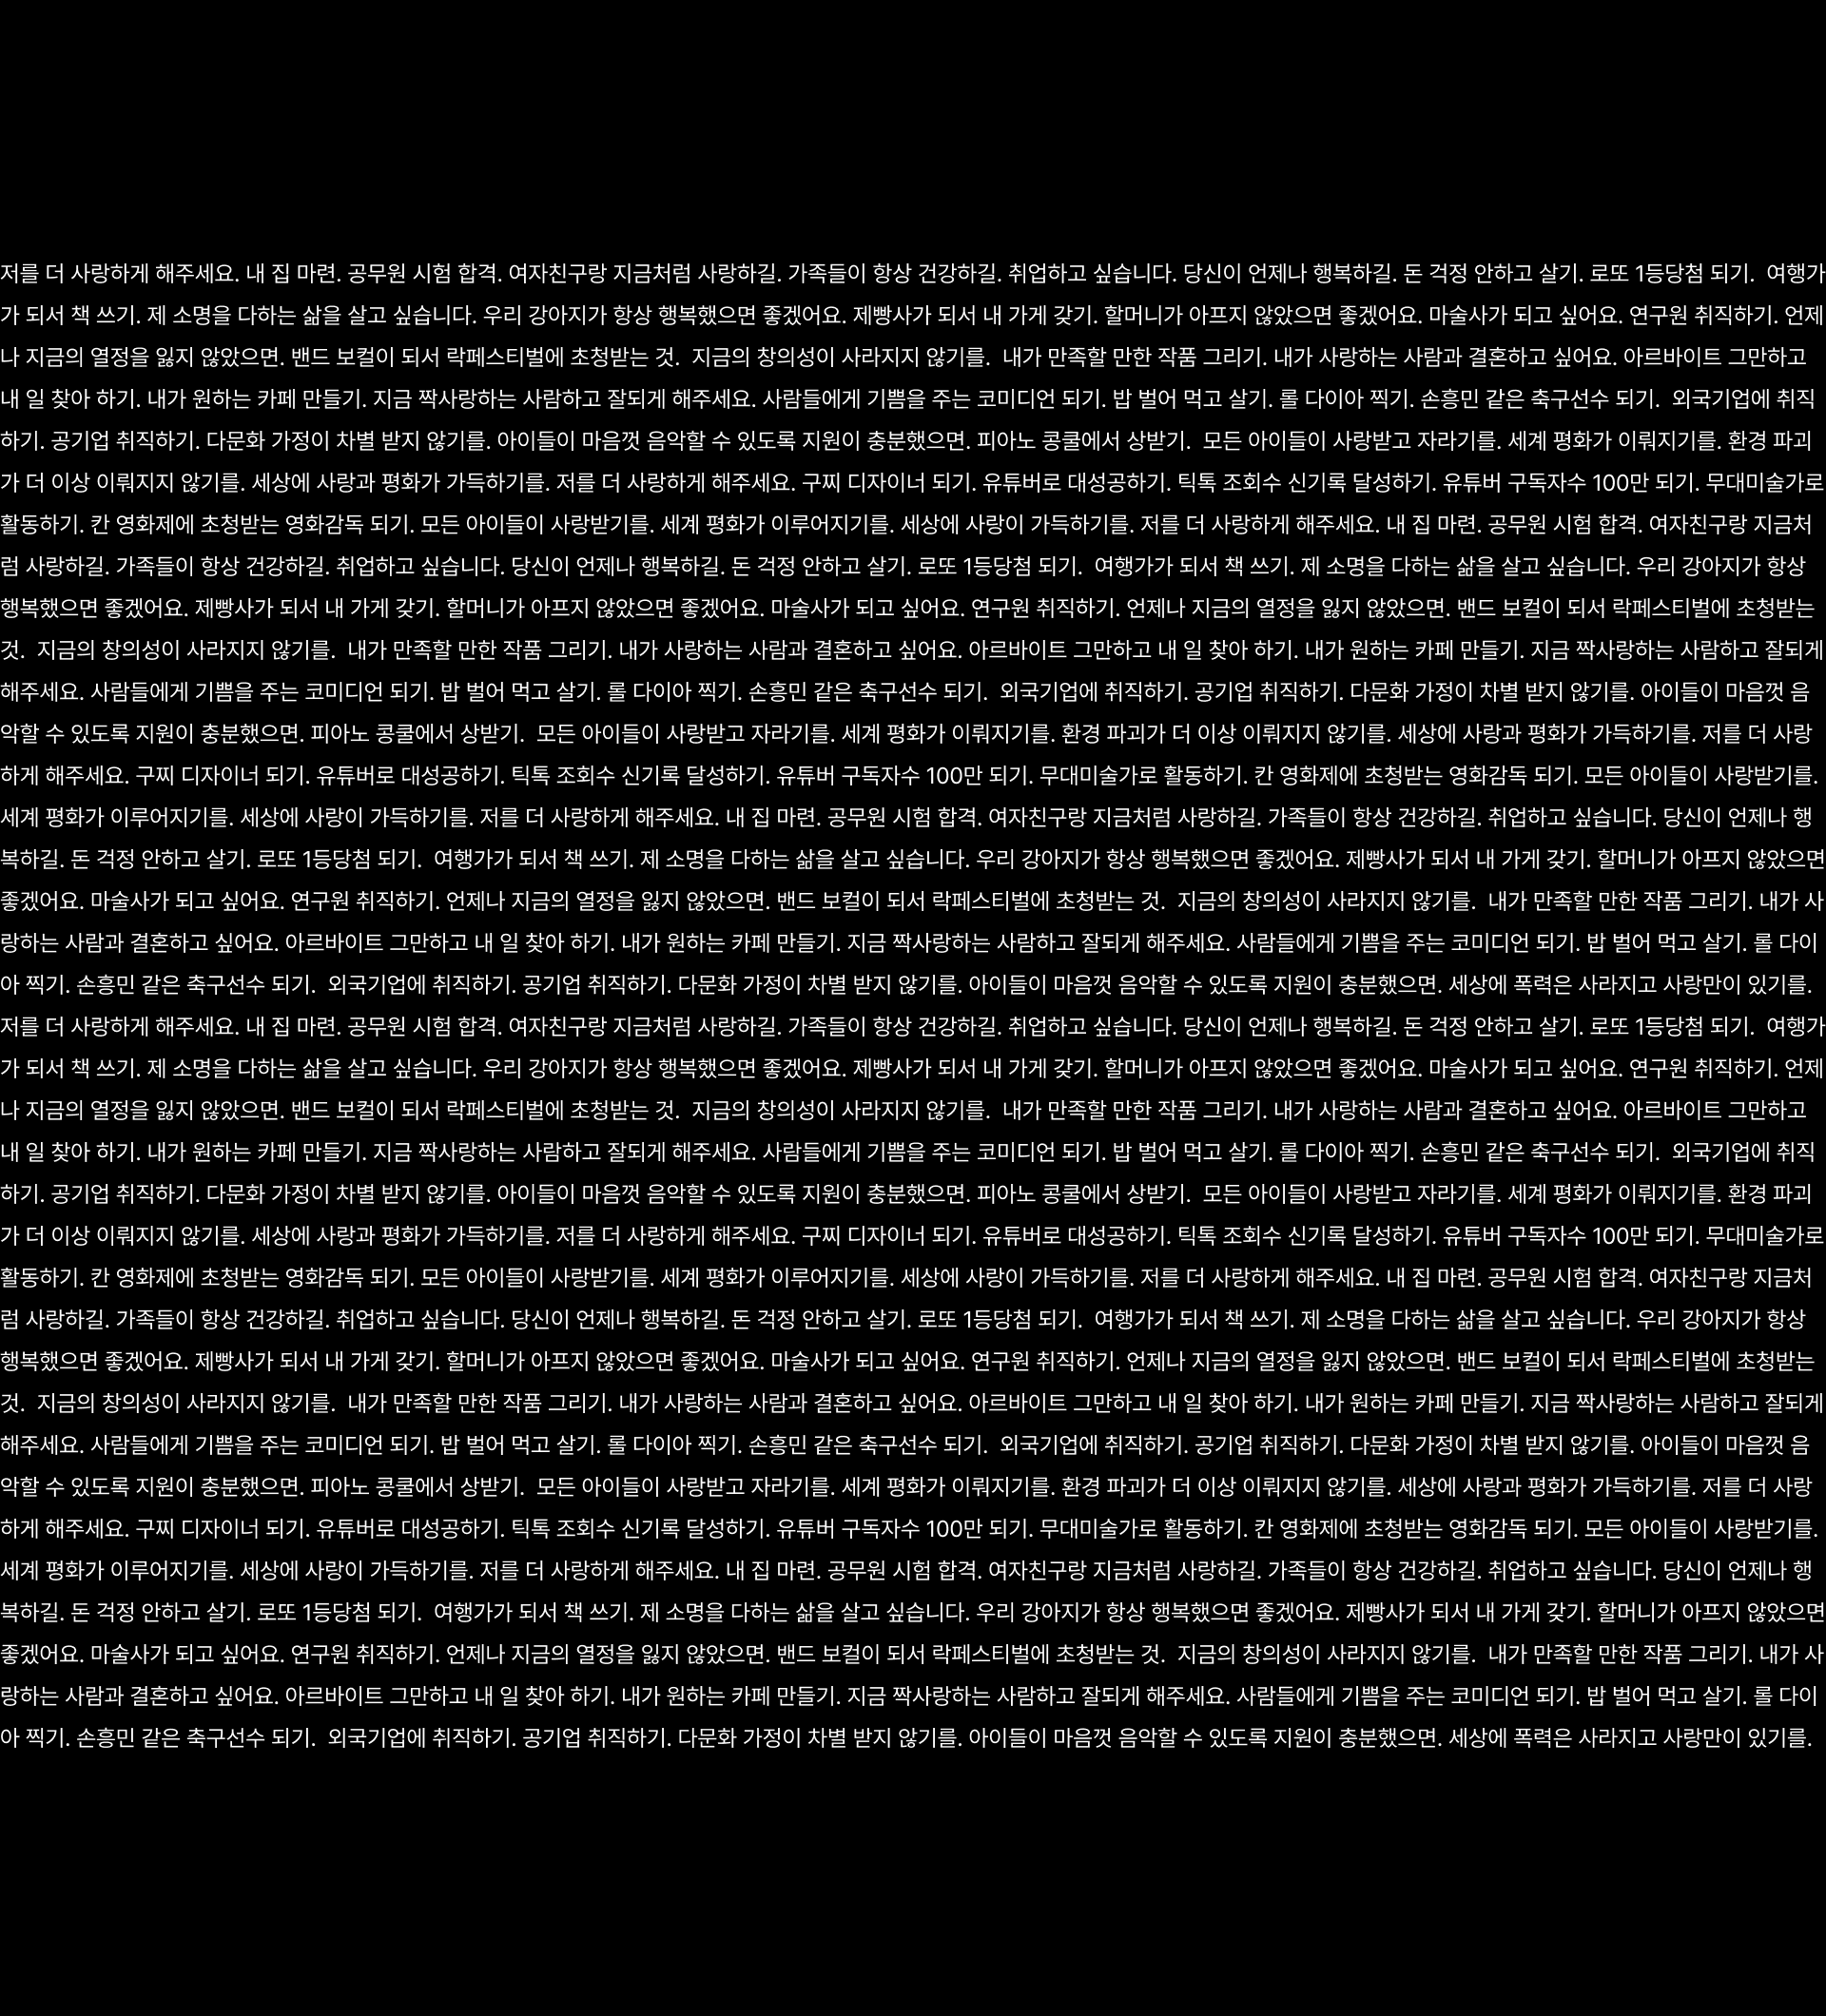 저를 더 사랑하게 해주세요. 내 집 마련. 공무원 시험 합격. 여자친구랑 지금처럼 사랑하길. 가족들이 항상 건강하길. 취업하고 싶습니다. 당신이 언제나 행복하길. 돈 걱정 안하고 살기. 로또 1등당첨 되기.  여행가
가 되서 책 쓰기. 제 소명을 다하는 삶을 살고 싶습니다. 우리 강아지가 항상 행복했으면 좋겠어요. 제빵사가 되서 내 가게 갖기. 할머니가 아프지 않았으면 좋겠어요. 마술사가 되고 싶어요. 연구원 취직하기. 언제
나 지금의 열정을 잃지 않았으면. 밴드 보컬이 되서 락페스티벌에 초청받는 것.  지금의 창의성이 사라지지 않기를.  내가 만족할 만한 작품 그리기. 내가 사랑하는 사람과 결혼하고 싶어요. 아르바이트 그만하고
내 일 찾아 하기. 내가 원하는 카페 만들기. 지금 짝사랑하는 사람하고 잘되게 해주세요. 사람들에게 기쁨을 주는 코미디언 되기. 밥 벌어 먹고 살기. 롤 다이아 찍기. 손흥민 같은 축구선수 되기.  외국기업에 취직
하기. 공기업 취직하기. 다문화 가정이 차별 받지 않기를. 아이들이 마음껏 음악할 수 있도록 지원이 충분했으면. 피아노 콩쿨에서 상받기.  모든 아이들이 사랑받고 자라기를. 세계 평화가 이뤄지기를. 환경 파괴
가 더 이상 이뤄지지 않기를. 세상에 사랑과 평화가 가득하기를. 저를 더 사랑하게 해주세요. 구찌 디자이너 되기. 유튜버로 대성공하기. 틱톡 조회수 신기록 달성하기. 유튜버 구독자수 100만 되기. 무대미술가로
활동하기. 칸 영화제에 초청받는 영화감독 되기. 모든 아이들이 사랑받기를. 세계 평화가 이루어지기를. 세상에 사랑이 가득하기를. 저를 더 사랑하게 해주세요. 내 집 마련. 공무원 시험 합격. 여자친구랑 지금처
럼 사랑하길. 가족들이 항상 건강하길. 취업하고 싶습니다. 당신이 언제나 행복하길. 돈 걱정 안하고 살기. 로또 1등당첨 되기.  여행가가 되서 책 쓰기. 제 소명을 다하는 삶을 살고 싶습니다. 우리 강아지가 항상
행복했으면 좋겠어요. 제빵사가 되서 내 가게 갖기. 할머니가 아프지 않았으면 좋겠어요. 마술사가 되고 싶어요. 연구원 취직하기. 언제나 지금의 열정을 잃지 않았으면. 밴드 보컬이 되서 락페스티벌에 초청받는
것.  지금의 창의성이 사라지지 않기를.  내가 만족할 만한 작품 그리기. 내가 사랑하는 사람과 결혼하고 싶어요. 아르바이트 그만하고 내 일 찾아 하기. 내가 원하는 카페 만들기. 지금 짝사랑하는 사람하고 잘되게
해주세요. 사람들에게 기쁨을 주는 코미디언 되기. 밥 벌어 먹고 살기. 롤 다이아 찍기. 손흥민 같은 축구선수 되기.  외국기업에 취직하기. 공기업 취직하기. 다문화 가정이 차별 받지 않기를. 아이들이 마음껏 음
악할 수 있도록 지원이 충분했으면. 피아노 콩쿨에서 상받기.  모든 아이들이 사랑받고 자라기를. 세계 평화가 이뤄지기를. 환경 파괴가 더 이상 이뤄지지 않기를. 세상에 사랑과 평화가 가득하기를. 저를 더 사랑
하게 해주세요. 구찌 디자이너 되기. 유튜버로 대성공하기. 틱톡 조회수 신기록 달성하기. 유튜버 구독자수 100만 되기. 무대미술가로 활동하기. 칸 영화제에 초청받는 영화감독 되기. 모든 아이들이 사랑받기를.
세계 평화가 이루어지기를. 세상에 사랑이 가득하기를. 저를 더 사랑하게 해주세요. 내 집 마련. 공무원 시험 합격. 여자친구랑 지금처럼 사랑하길. 가족들이 항상 건강하길. 취업하고 싶습니다. 당신이 언제나 행
복하길. 돈 걱정 안하고 살기. 로또 1등당첨 되기.  여행가가 되서 책 쓰기. 제 소명을 다하는 삶을 살고 싶습니다. 우리 강아지가 항상 행복했으면 좋겠어요. 제빵사가 되서 내 가게 갖기. 할머니가 아프지 않았으면
좋겠어요. 마술사가 되고 싶어요. 연구원 취직하기. 언제나 지금의 열정을 잃지 않았으면. 밴드 보컬이 되서 락페스티벌에 초청받는 것.  지금의 창의성이 사라지지 않기를.  내가 만족할 만한 작품 그리기. 내가 사
랑하는 사람과 결혼하고 싶어요. 아르바이트 그만하고 내 일 찾아 하기. 내가 원하는 카페 만들기. 지금 짝사랑하는 사람하고 잘되게 해주세요. 사람들에게 기쁨을 주는 코미디언 되기. 밥 벌어 먹고 살기. 롤 다이
아 찍기. 손흥민 같은 축구선수 되기.  외국기업에 취직하기. 공기업 취직하기. 다문화 가정이 차별 받지 않기를. 아이들이 마음껏 음악할 수 있도록 지원이 충분했으면. 세상에 폭력은 사라지고 사랑만이 있기를.
저를 더 사랑하게 해주세요. 내 집 마련. 공무원 시험 합격. 여자친구랑 지금처럼 사랑하길. 가족들이 항상 건강하길. 취업하고 싶습니다. 당신이 언제나 행복하길. 돈 걱정 안하고 살기. 로또 1등당첨 되기.  여행가
가 되서 책 쓰기. 제 소명을 다하는 삶을 살고 싶습니다. 우리 강아지가 항상 행복했으면 좋겠어요. 제빵사가 되서 내 가게 갖기. 할머니가 아프지 않았으면 좋겠어요. 마술사가 되고 싶어요. 연구원 취직하기. 언제
나 지금의 열정을 잃지 않았으면. 밴드 보컬이 되서 락페스티벌에 초청받는 것.  지금의 창의성이 사라지지 않기를.  내가 만족할 만한 작품 그리기. 내가 사랑하는 사람과 결혼하고 싶어요. 아르바이트 그만하고
내 일 찾아 하기. 내가 원하는 카페 만들기. 지금 짝사랑하는 사람하고 잘되게 해주세요. 사람들에게 기쁨을 주는 코미디언 되기. 밥 벌어 먹고 살기. 롤 다이아 찍기. 손흥민 같은 축구선수 되기.  외국기업에 취직
하기. 공기업 취직하기. 다문화 가정이 차별 받지 않기를. 아이들이 마음껏 음악할 수 있도록 지원이 충분했으면. 피아노 콩쿨에서 상받기.  모든 아이들이 사랑받고 자라기를. 세계 평화가 이뤄지기를. 환경 파괴
가 더 이상 이뤄지지 않기를. 세상에 사랑과 평화가 가득하기를. 저를 더 사랑하게 해주세요. 구찌 디자이너 되기. 유튜버로 대성공하기. 틱톡 조회수 신기록 달성하기. 유튜버 구독자수 100만 되기. 무대미술가로
활동하기. 칸 영화제에 초청받는 영화감독 되기. 모든 아이들이 사랑받기를. 세계 평화가 이루어지기를. 세상에 사랑이 가득하기를. 저를 더 사랑하게 해주세요. 내 집 마련. 공무원 시험 합격. 여자친구랑 지금처
럼 사랑하길. 가족들이 항상 건강하길. 취업하고 싶습니다. 당신이 언제나 행복하길. 돈 걱정 안하고 살기. 로또 1등당첨 되기.  여행가가 되서 책 쓰기. 제 소명을 다하는 삶을 살고 싶습니다. 우리 강아지가 항상
행복했으면 좋겠어요. 제빵사가 되서 내 가게 갖기. 할머니가 아프지 않았으면 좋겠어요. 마술사가 되고 싶어요. 연구원 취직하기. 언제나 지금의 열정을 잃지 않았으면. 밴드 보컬이 되서 락페스티벌에 초청받는
것.  지금의 창의성이 사라지지 않기를.  내가 만족할 만한 작품 그리기. 내가 사랑하는 사람과 결혼하고 싶어요. 아르바이트 그만하고 내 일 찾아 하기. 내가 원하는 카페 만들기. 지금 짝사랑하는 사람하고 잘되게
해주세요. 사람들에게 기쁨을 주는 코미디언 되기. 밥 벌어 먹고 살기. 롤 다이아 찍기. 손흥민 같은 축구선수 되기.  외국기업에 취직하기. 공기업 취직하기. 다문화 가정이 차별 받지 않기를. 아이들이 마음껏 음
악할 수 있도록 지원이 충분했으면. 피아노 콩쿨에서 상받기.  모든 아이들이 사랑받고 자라기를. 세계 평화가 이뤄지기를. 환경 파괴가 더 이상 이뤄지지 않기를. 세상에 사랑과 평화가 가득하기를. 저를 더 사랑
하게 해주세요. 구찌 디자이너 되기. 유튜버로 대성공하기. 틱톡 조회수 신기록 달성하기. 유튜버 구독자수 100만 되기. 무대미술가로 활동하기. 칸 영화제에 초청받는 영화감독 되기. 모든 아이들이 사랑받기를.
세계 평화가 이루어지기를. 세상에 사랑이 가득하기를. 저를 더 사랑하게 해주세요. 내 집 마련. 공무원 시험 합격. 여자친구랑 지금처럼 사랑하길. 가족들이 항상 건강하길. 취업하고 싶습니다. 당신이 언제나 행
복하길. 돈 걱정 안하고 살기. 로또 1등당첨 되기.  여행가가 되서 책 쓰기. 제 소명을 다하는 삶을 살고 싶습니다. 우리 강아지가 항상 행복했으면 좋겠어요. 제빵사가 되서 내 가게 갖기. 할머니가 아프지 않았으면
좋겠어요. 마술사가 되고 싶어요. 연구원 취직하기. 언제나 지금의 열정을 잃지 않았으면. 밴드 보컬이 되서 락페스티벌에 초청받는 것.  지금의 창의성이 사라지지 않기를.  내가 만족할 만한 작품 그리기. 내가 사
랑하는 사람과 결혼하고 싶어요. 아르바이트 그만하고 내 일 찾아 하기. 내가 원하는 카페 만들기. 지금 짝사랑하는 사람하고 잘되게 해주세요. 사람들에게 기쁨을 주는 코미디언 되기. 밥 벌어 먹고 살기. 롤 다이
아 찍기. 손흥민 같은 축구선수 되기.  외국기업에 취직하기. 공기업 취직하기. 다문화 가정이 차별 받지 않기를. 아이들이 마음껏 음악할 수 있도록 지원이 충분했으면. 세상에 폭력은 사라지고 사랑만이 있기를.